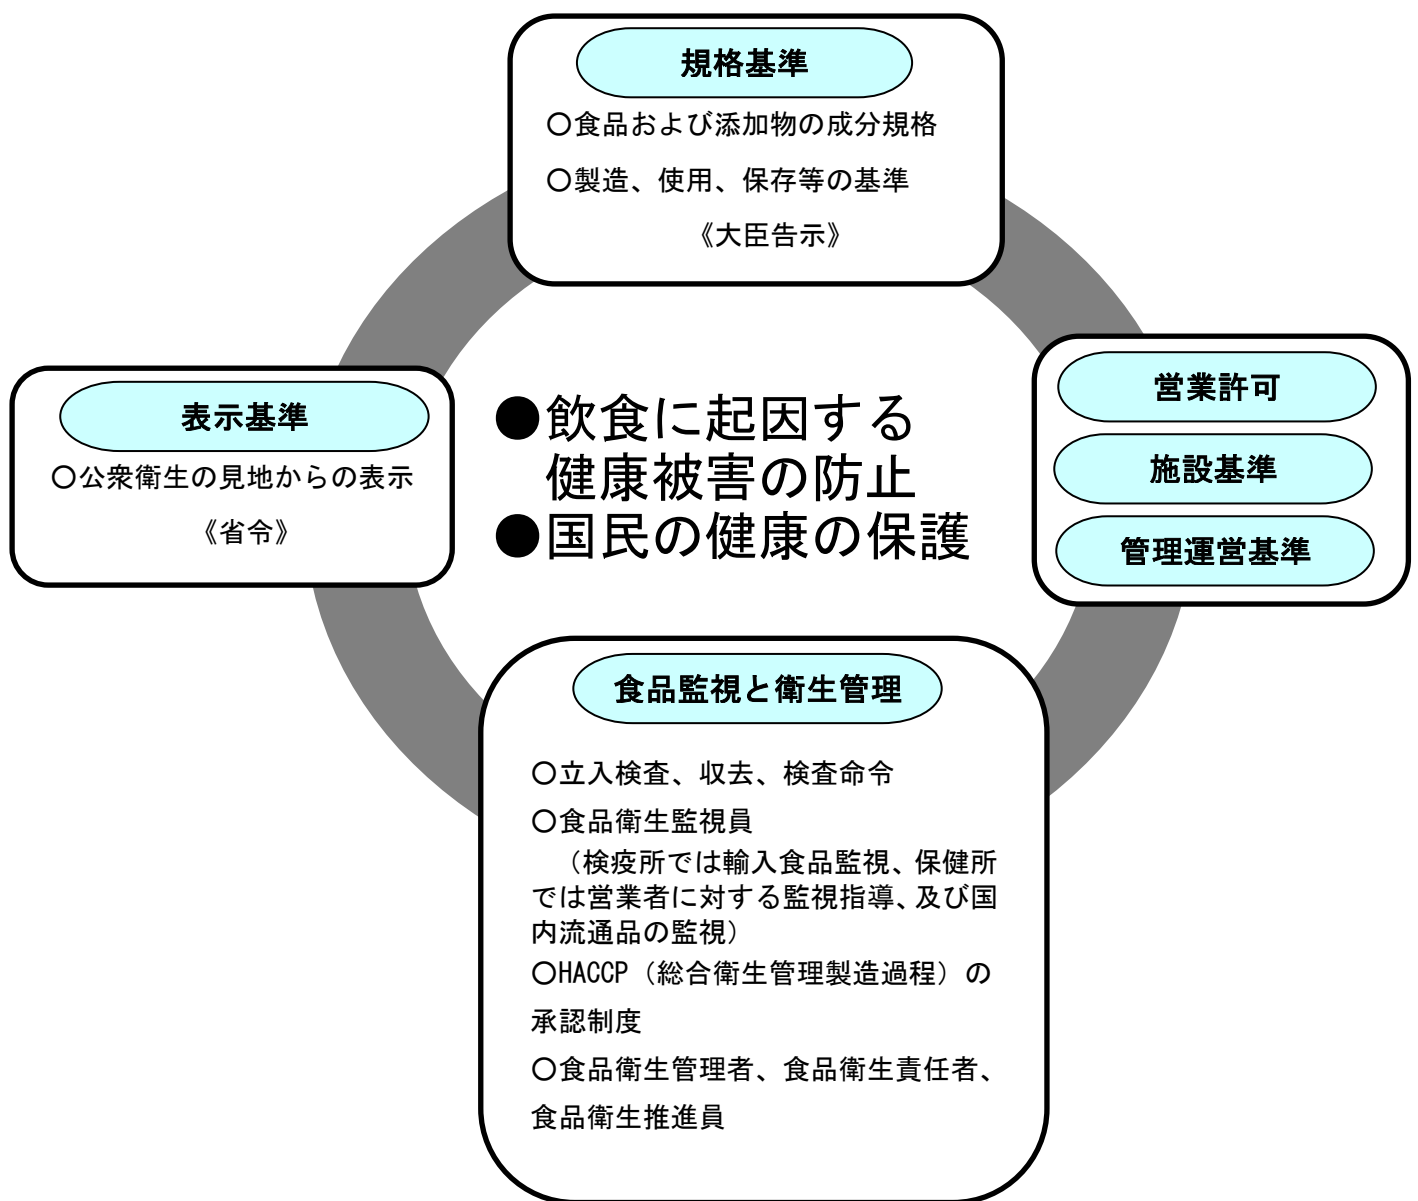 規格基準
○食品および添加物の成分規格
○製造、使用、保存等の基準
《大臣告示》
営業許可
施設基準
管理運営基準
表示基準
○公衆衛生の見地からの表示
《省令》
●飲食に起因する
健康被害の防止
●国民の健康の保護
食品監視と衛生管理
○立入検査、収去、検査命令
○食品衛生監視員
（検疫所では輸入食品監視、保健所
では営業者に対する監視指導、及び国
内流通品の監視）
○HACCP（総合衛生管理製造過程）の
承認制度
○食品衛生管理者、食品衛生責任者、
食品衛生推進員